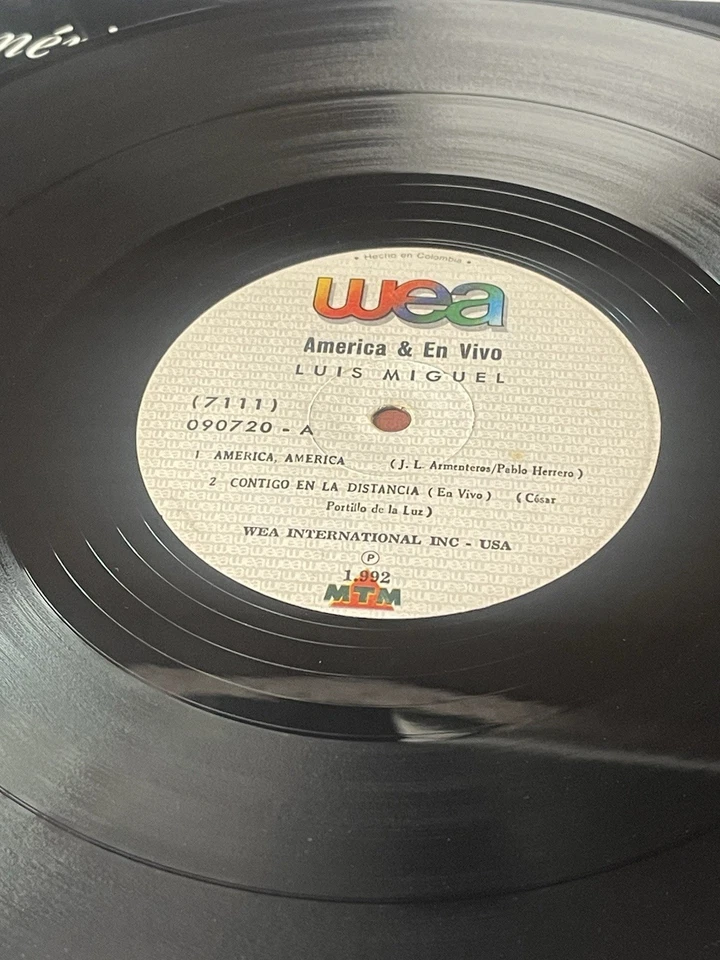 mér
• Hecho en Colombia •
wea
America & En Vivo
LUIS MIGUEL
(7111)
090720 - A
1 AMERICA, AMERICA (J. L. Armenteros/Pablo Herrero)
2 CONTIGO EN LA DISTANCIA (En Vivo) (César
Portillo de la Luz)
WEA INTERNATIONAL INC - USA
Ⓟ
1.992
MTM